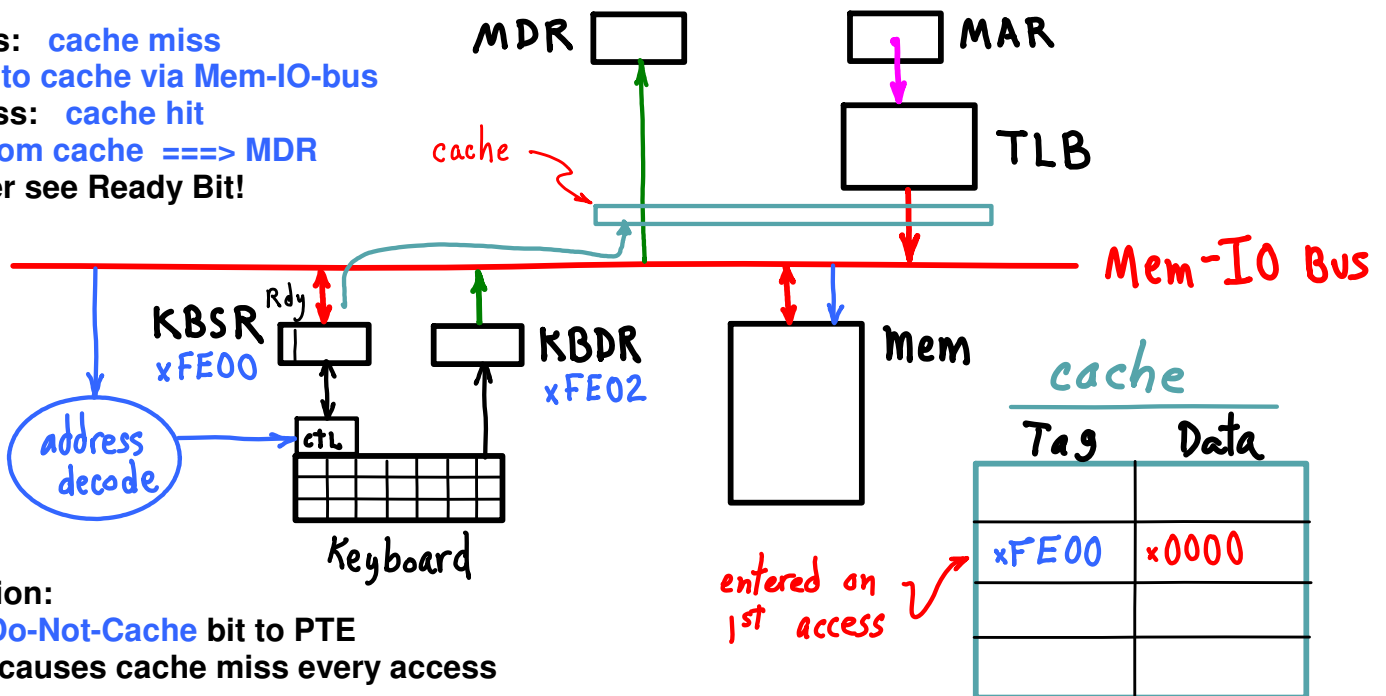 s: cache miss
to cache via Mem-IO-bus
ss: cache hit
om cache ===> MDR
er see Ready Bit!
MDR
MAR
TLB
cache
Mem-IO Bus
Rdy
KBSR
xFE00
KBDR
xFE02
Mem
address
decode
CTL
Keyboard
cache
Tag Data
xFE00 x0000
entered on
1st access
ion:
Do-Not-Cache bit to PTE
causes cache miss every access